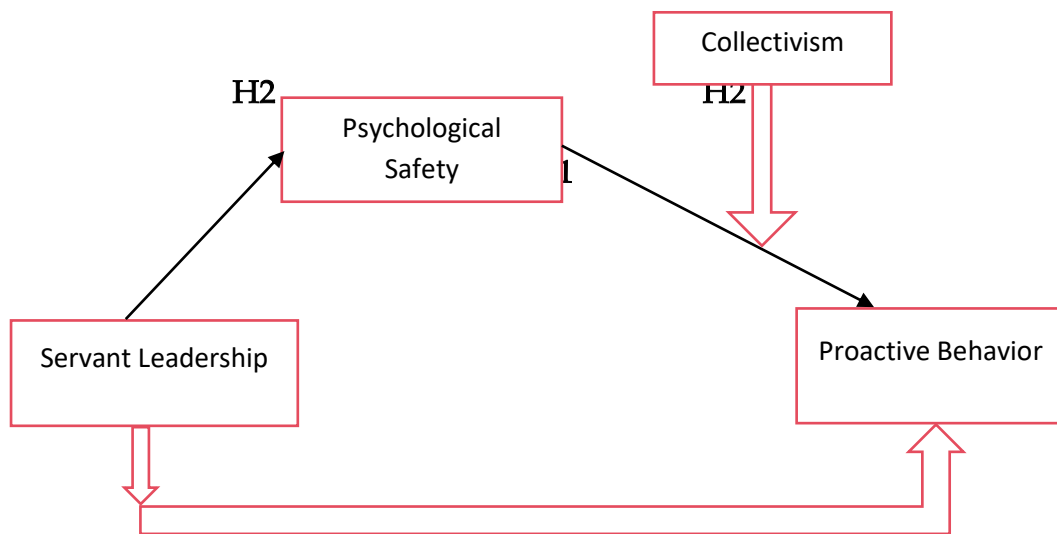 Collectivism
H2
H2
Psychological
Safety
1
Servant Leadership
Proactive Behavior